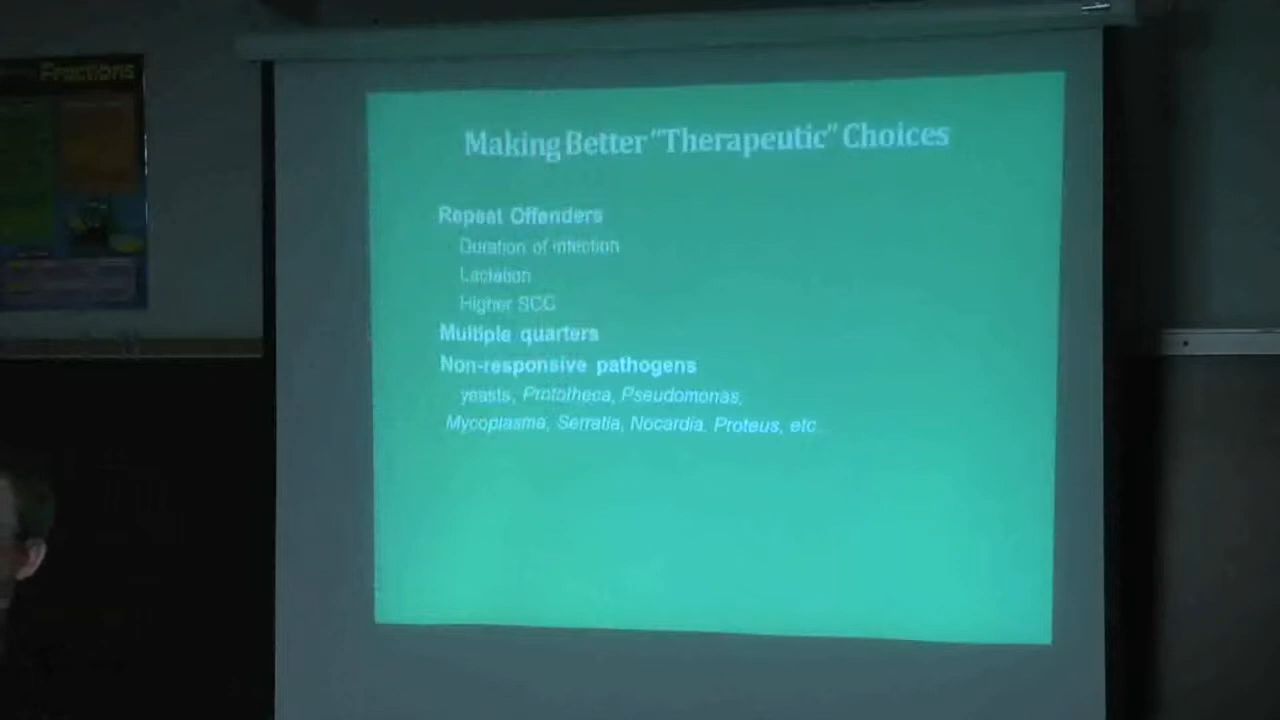 Fractions
Making Better "Therapeutic" Choices
Repeat Offenders
Duration of infection
Lactation
Higher SCC
Multiple quarters
Non-responsive pathogens
yeasts, Prototheca, Pseudomonas,
Mycoplasma, Serratia, Nocardia. Proteus, etc